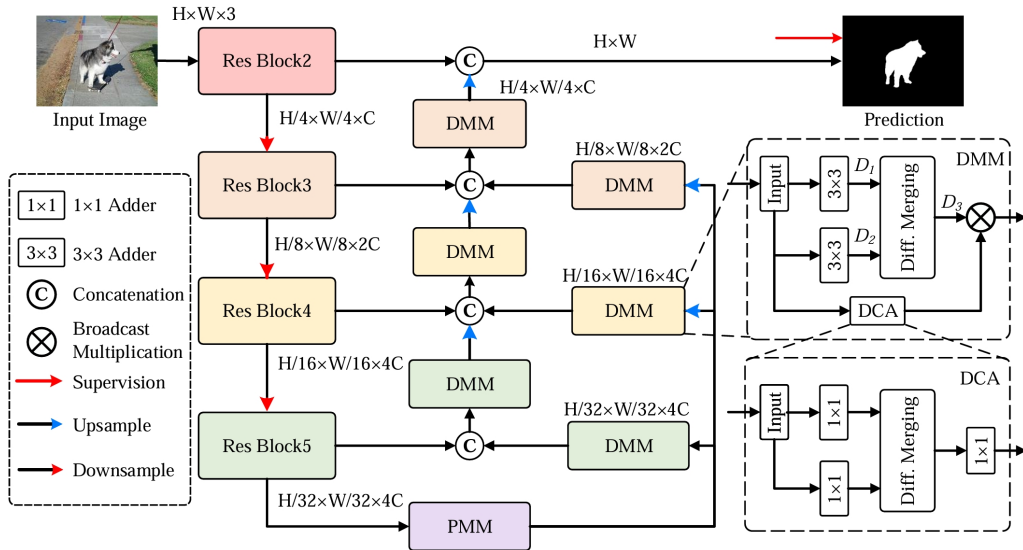 H×W×3
Input Image
Res Block2
C
H×W
Prediction
H/4×W/4×C
H/4×W/4×C
DMM
Res Block3
C
H/8×W/8×2C
DMM
H/8×W/8×2C
DMM
Res Block4
C
H/16×W/16×4C
DMM
H/16×W/16×4C
DMM
Res Block5
C
H/32×W/32×4C
DMM
H/32×W/32×4C
PMM
1×1 1×1 Adder
3×3 3×3 Adder
C Concatenation
Broadcast
Multiplication
Supervision
Upsample
Downsample
DMM
Input
3×3
D1
3×3
D2
Diff. Merging
D3
DCA
DCA
Input
1×1
1×1
Diff. Merging
1×1